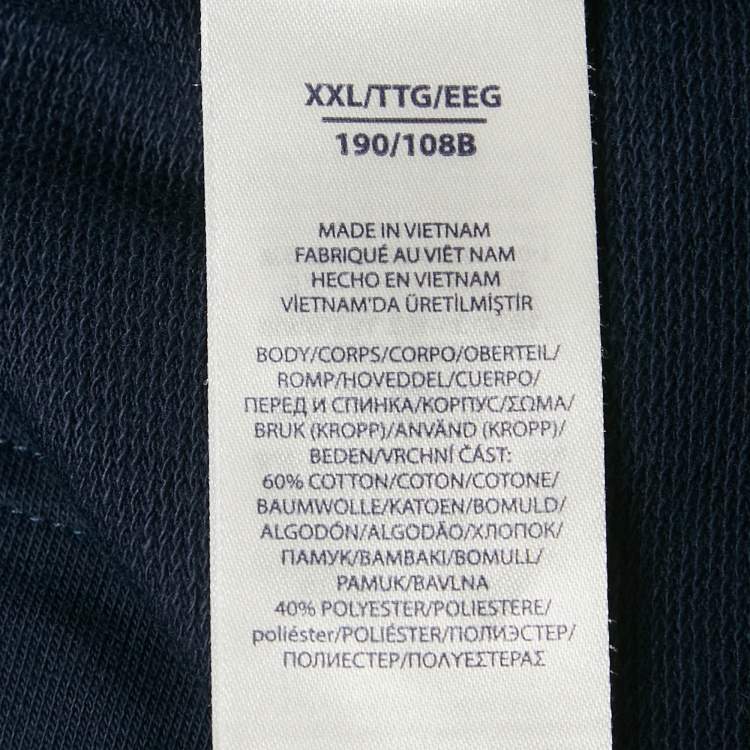 XXL/TTG/EEG
190/108B
MADE IN VIETNAM
FABRIQUÉ AU VIÊT NAM
HECHO EN VIETNAM
VİETNAM'DA ÜRETİLMİŞTİR
BODY/CORPS/CORPO/OBERTEIL/
ROMP/HOVEDDEL/CUERPO/
ПЕРЕД И СПИНКА/КОРПУС/ΣΩΜΑ/
BRUK (KROPP)/ANVÄND (KROPP)/
BEDEN/VRCHNÍ ČÁST:
60% COTTON/COTON/COTONE/
BAUMWOLLE/KATOEN/BOMULD/
ALGODÓN/ALGODÃO/ХЛОПОК/
ПАМУК/ΒΑΜΒΑΚΙ/BOMULL/
PAMUK/BAVLNA
40% POLYESTER/POLIESTERE/
poliéster/POLIÉSTER/ПОЛИЭСТЕР/
ПОЛИЕСТЕР/ΠΟΛΥΕΣΤΕΡΑΣ